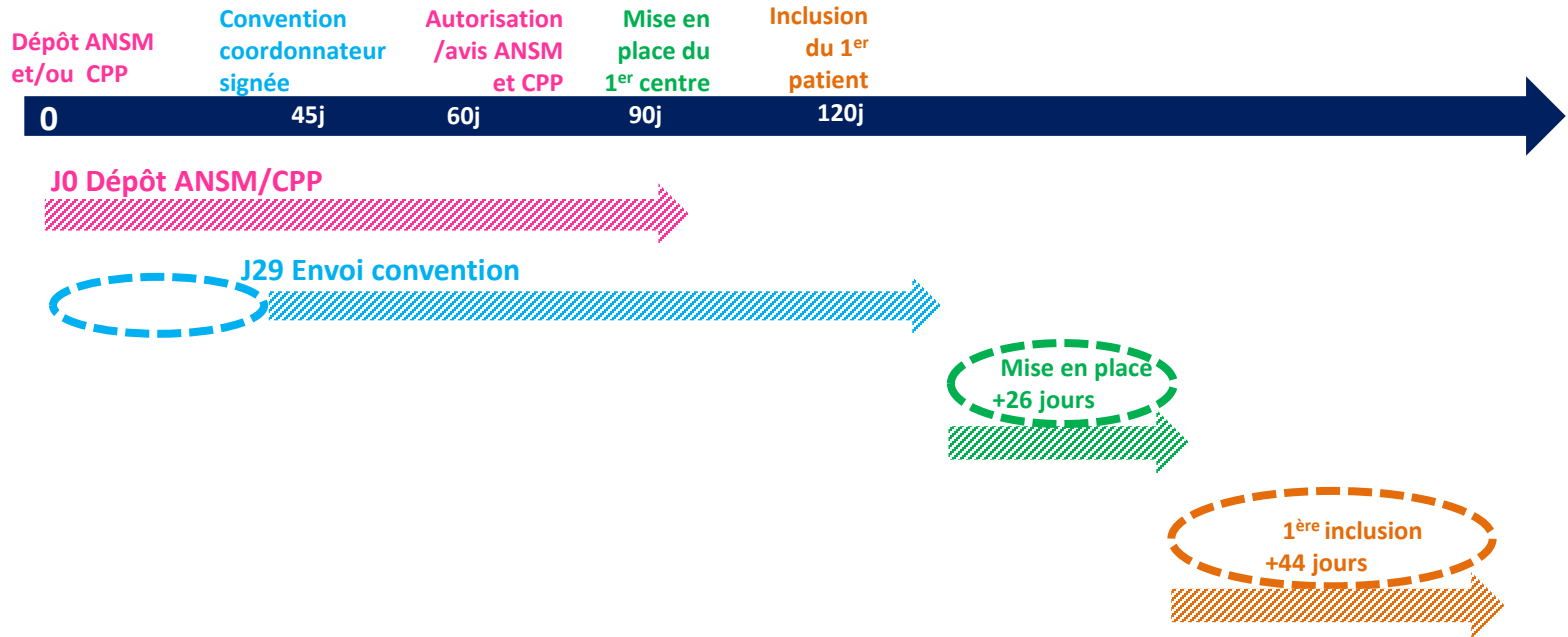 Dépôt ANSM
et/ou CPP
Convention
coordonnateur
signée
Autorisation
/avis ANSM
et CPP
Mise en
place du
1er centre
Inclusion
du 1er
patient
0
45j
60j
90j
120j
J0 Dépôt ANSM/CPP
J29 Envoi convention
Mise en place
+26 jours
1ère inclusion
+44 jours